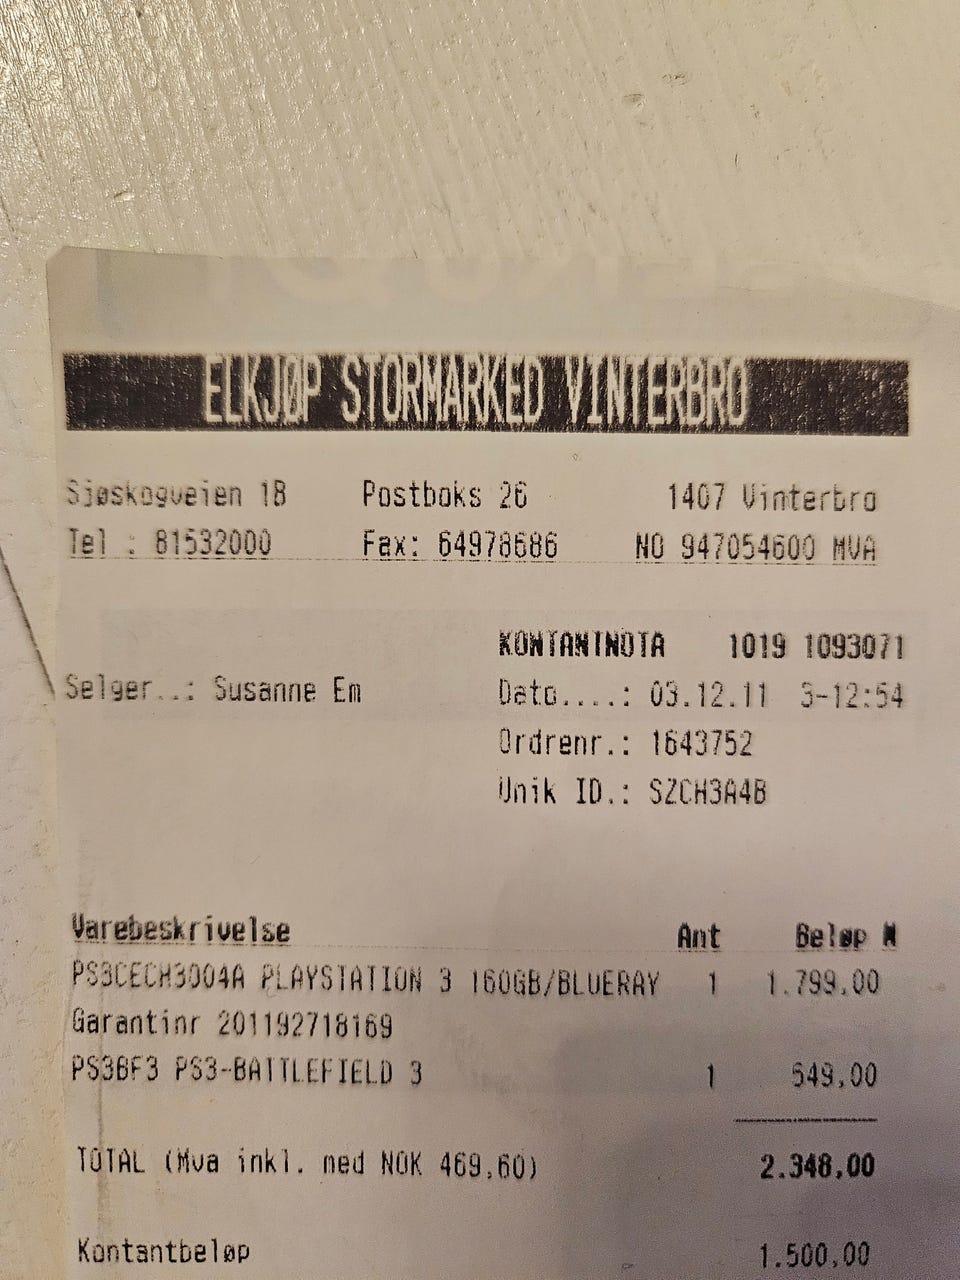 ELKJØP STORMARKED VINTERBRO
Sjøskogveien 1B Postboks 26 1407 Vinterbro
Tel : 81532000 Fax: 64978686 NO 947054600 MVA
KONTANTNOTA 1019 1093071
Selger..: Susanne Em Dato....: 03.12.11 3-12:54
Ordrenr.: 1643752
Unik ID.: SZCH3A4B
Varebeskrivelse Ant Beløp M
PS3CECH3004A PLAYSTATION 3 160GB/BLUERAY 1 1.799,00
Garantinr 201192718169
PS3BF3 PS3-BATTLEFIELD 3 1 549,00
TOTAL (Mva inkl. med NOK 469,60) 2.348,00
Kontantbeløp 1.500,00